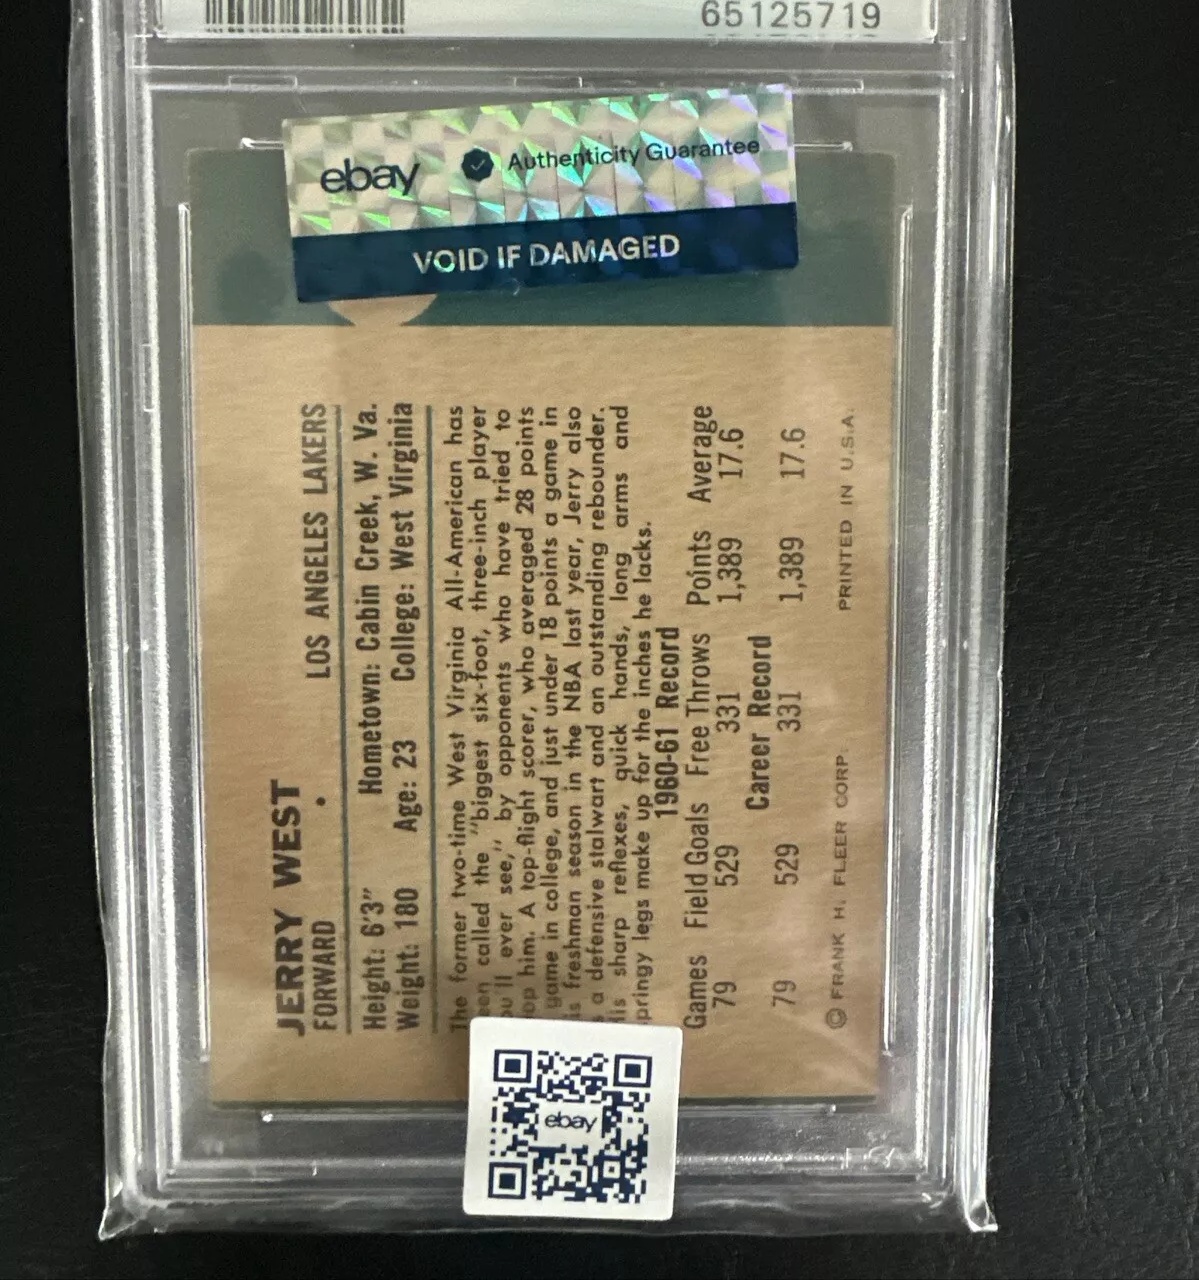 65125719
ebay Authenticity Guarantee
VOID IF DAMAGED
JERRY WEST
FORWARD • LOS ANGELES LAKERS
Height: 6'3" Hometown: Cabin Creek, W. Va.
Weight: 180 Age: 23 College: West Virginia
The former two-time West Virginia All-American has
en called the "biggest six-foot, three-inch player
ou'll ever see," by opponents who have tried to
op him. A top-flight scorer, who averaged 28 points
game in college, and just under 18 points a game in
is freshman season in the NBA last year, Jerry also
s a defensive stalwart and an outstanding rebounder.
His sharp reflexes, quick hands, long arms and
pringy legs make up for the inches he lacks.
1960-61 Record
Games Field Goals Free Throws Points Average
79 529 331 1,389 17.6
Career Record
79 529 331 1,389 17.6
© FRANK H. FLEER CORP. PRINTED IN U.S.A.
ebay